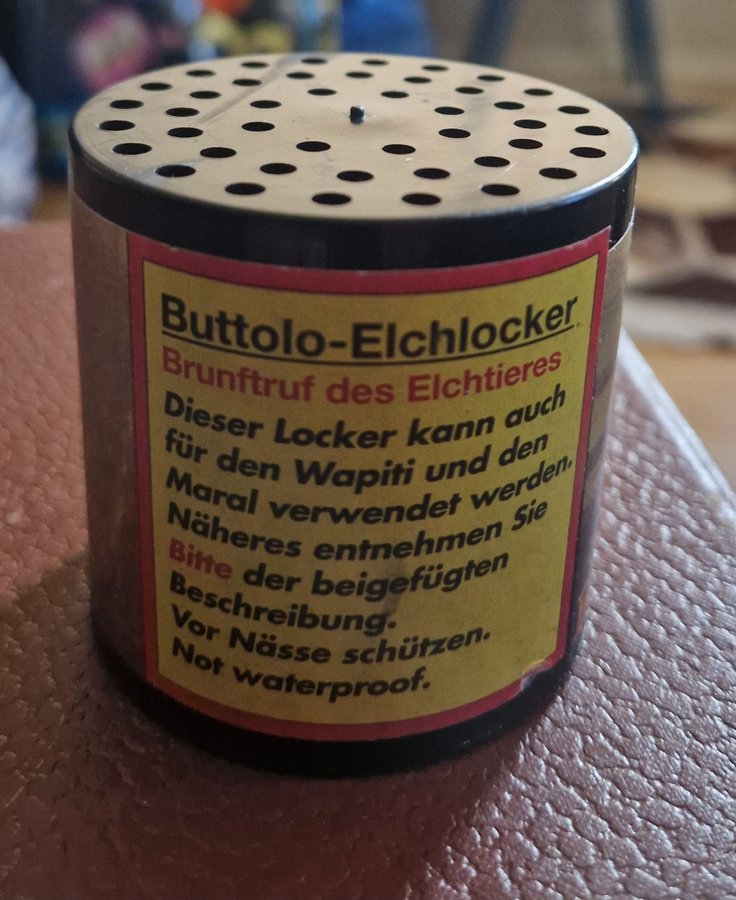 Buttolo-Elchlocker
Brunftruf des Elchtieres
Dieser Locker kann auch
für den Wapiti und den
Maral verwendet werden.
Näheres entnehmen Sie
Bitte der beigefügten
Beschreibung.
Vor Nässe schützen.
Not waterproof.